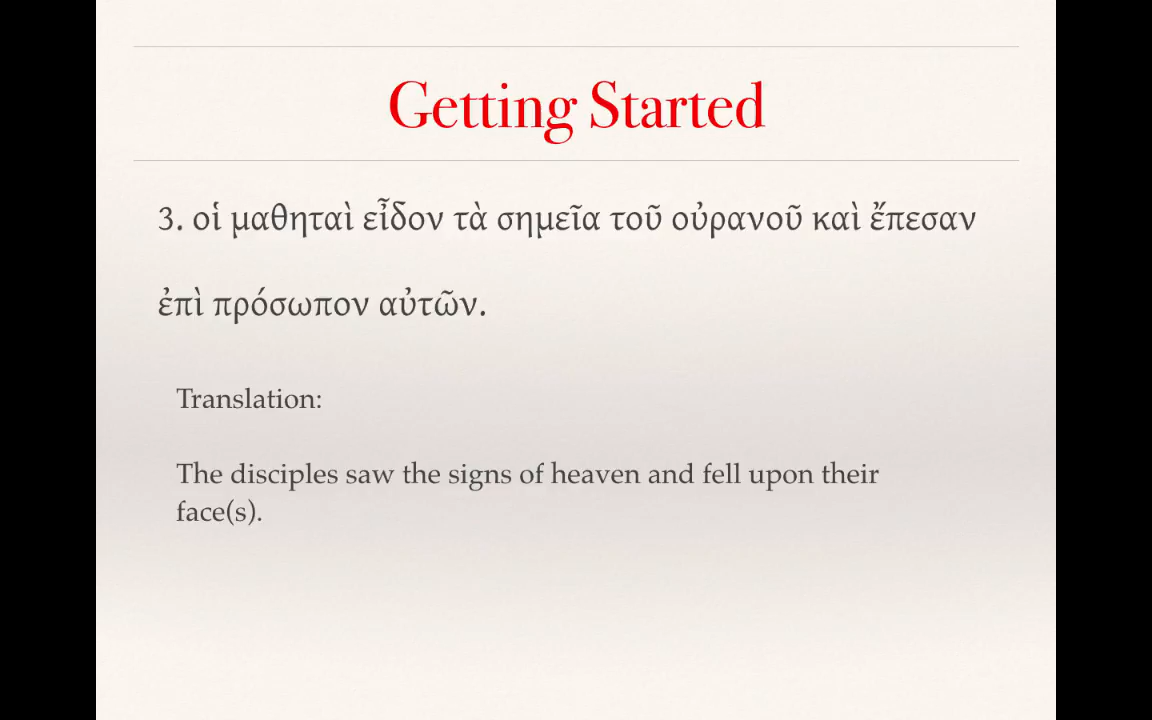 Getting Started
3. οἱ μαθηταὶ εἶδον τὰ σημεῖα τοῦ οὐρανοῦ καὶ ἔπεσαν
ἐπὶ πρόσωπον αὐτῶν.
Translation:
The disciples saw the signs of heaven and fell upon their
face(s).